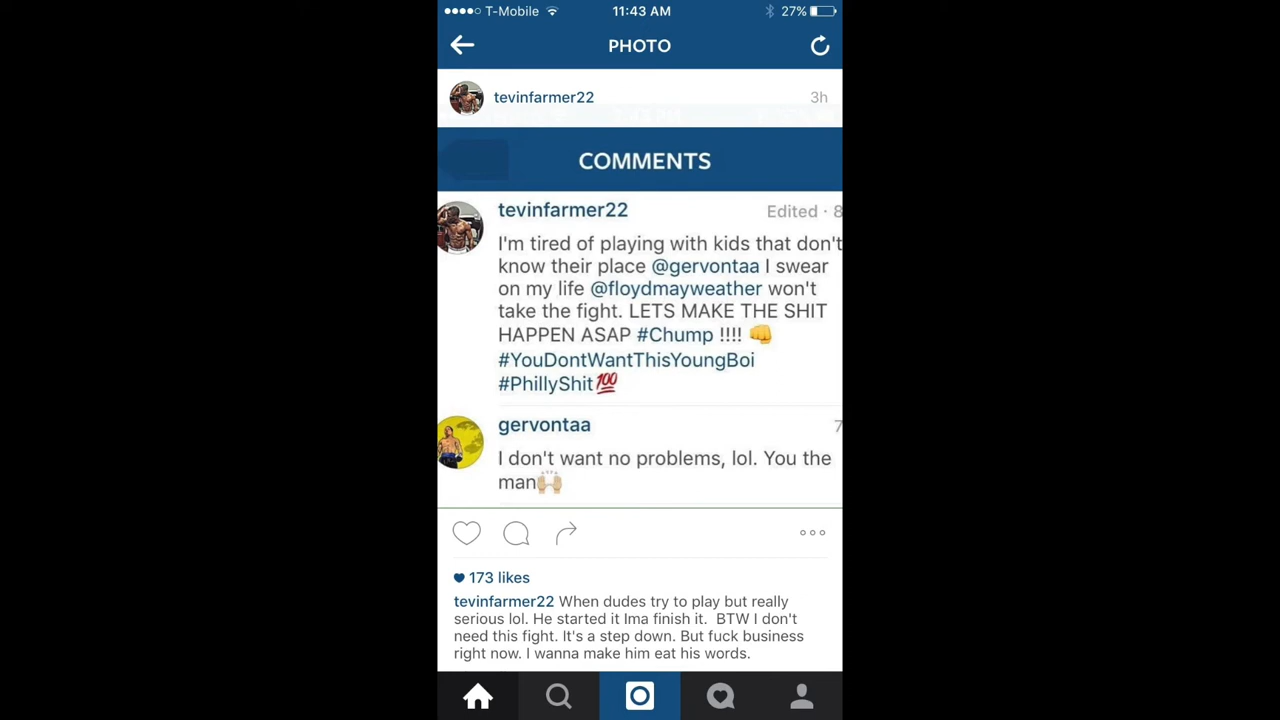 T-Mobile 11:43 AM 27%
PHOTO
tevinfarmer22 3h
COMMENTS
tevinfarmer22 Edited · 8
I'm tired of playing with kids that don't
know their place @gervontaa I swear
on my life @floydmayweather won't
take the fight. LETS MAKE THE SHIT
HAPPEN ASAP #Chump !!!! 👊
#YouDontWantThisYoungBoi
#PhillyShit💯
gervontaa 7
I don't want no problems, lol. You the
man🙌🏼
173 likes
tevinfarmer22 When dudes try to play but really
serious lol. He started it Ima finish it. BTW I don't
need this fight. It's a step down. But fuck business
right now. I wanna make him eat his words.